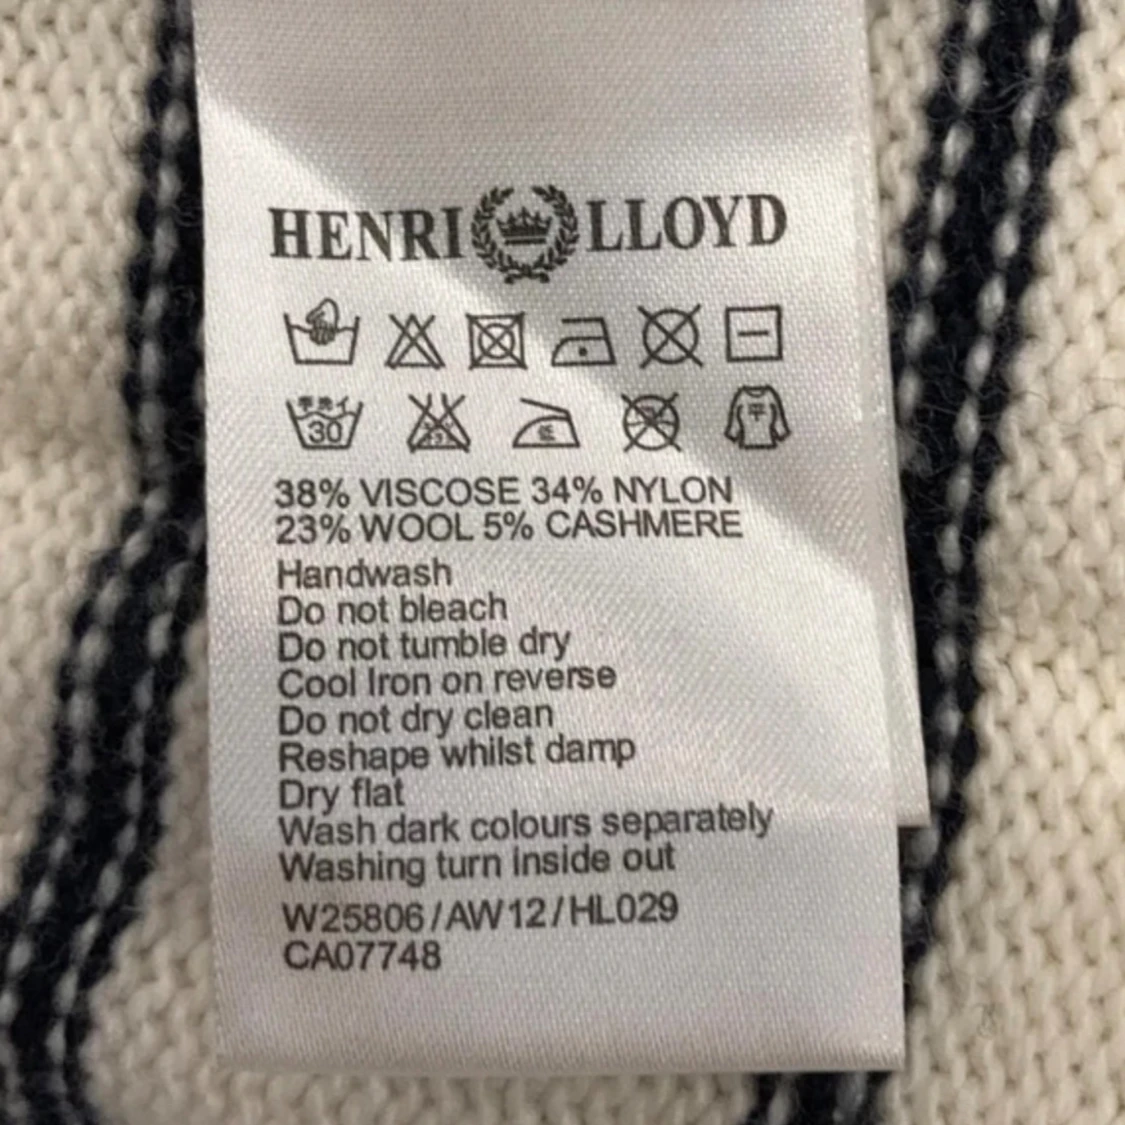 HENRI LLOYD
30
平
38% VISCOSE 34% NYLON
23% WOOL 5% CASHMERE
Handwash
Do not bleach
Do not tumble dry
Cool Iron on reverse
Do not dry clean
Reshape whilst damp
Dry flat
Wash dark colours separately
Washing turn inside out
W25806/AW12/HL029
CA07748